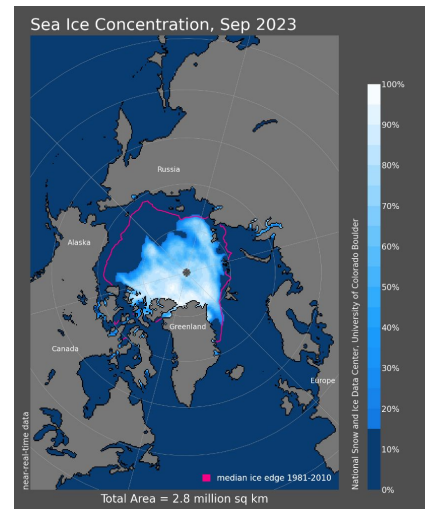 Sea Ice Concentration, Sep 2023
100%
90%
80%
70%
60%
50%
40%
30%
20%
10%
0%
Russia
Alaska
Greenland
Canada
Europe
near-real-time data
National Snow and Ice Data Center, University of Colorado Boulder
median ice edge 1981-2010
Total Area = 2.8 million sq km